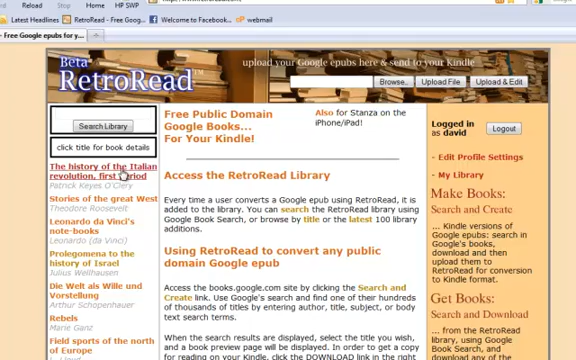 Reload Stop Home HP SWP
Latest Headlines RetroRead - Free Goog... Welcome to Facebook... webmail
- Free Google epubs for y...
Beta
RetroRead™
upload your Google epubs here & send to your Kindle
Browse... Upload File Upload & Edit
Search Library
click title for book details
The history of the Italian
revolution, first period
Patrick Keyes O'Clery
Stories of the great West
Theodore Roosevelt
Leonardo da Vinci's
note-books
Leonardo (da Vinci)
Prolegomena to the
history of Israel
Julius Wellhausen
Die Welt als Wille und
Vorstellung
Arthur Schopenhauer
Rebels
Marie Ganz
Field sports of the north
of Europe
Free Public Domain
Google Books...
For Your Kindle!
Also for Stanza on the
iPhone/iPad!
Access the RetroRead Library
Every time a user converts a Google epub using RetroRead, it is
added to the library. You can search the RetroRead library using
Google Book Search, or browse by title or the latest 100 library
additions.
Using RetroRead to convert any public
domain Google epub
Access the books.google.com site by clicking the Search and
Create link. Use Google's search and find one of their hundreds
of thousands of titles by entering author, title, subject, or body
text search terms.
When the search results are displayed, select the title you wish,
and a book preview page will be displayed. In order to get a copy
for reading on your Kindle, click the DOWNLOAD link in the right
Logged in
as david
Logout
- Edit Profile Settings
- My Library
Make Books:
Search and Create
... Kindle versions of
Google's books:
search in
Google's books,
download and then
upload them to
RetroRead for conversion
to Kindle format.
Get Books:
Search and Download
... from the RetroRead
library, using Google